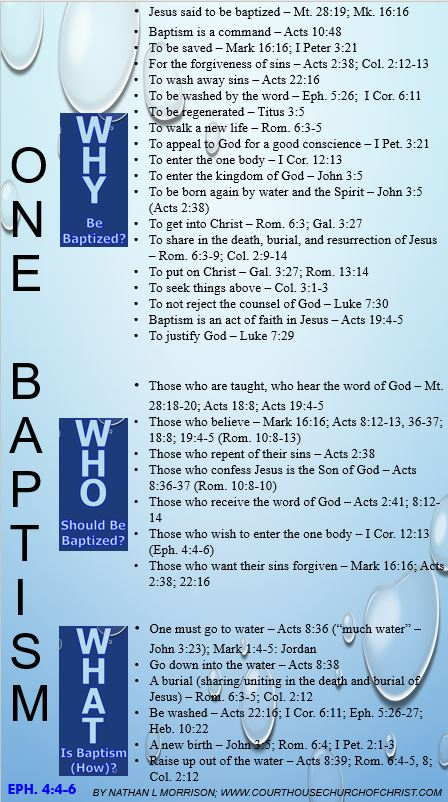 ONE BAPTISM
WHY
Be
Baptized?
• Jesus said to be baptized – Mt. 28:19; Mk. 16:16
• Baptism is a command – Acts 10:48
• To be saved – Mark 16:16; I Peter 3:21
• For the forgiveness of sins – Acts 2:38; Col. 2:12-13
• To wash away sins – Acts 22:16
• To be washed by the word – Eph. 5:26; I Cor. 6:11
• To be regenerated – Titus 3:5
• To walk a new life – Rom. 6:3-5
• To appeal to God for a good conscience – I Pet. 3:21
• To enter the one body – I Cor. 12:13
• To enter the kingdom of God – John 3:5
• To be born again by water and the Spirit – John 3:5
(Acts 2:38)
• To get into Christ – Rom. 6:3; Gal. 3:27
• To share in the death, burial, and resurrection of Jesus
– Rom. 6:3-9; Col. 2:9-14
• To put on Christ – Gal. 3:27; Rom. 13:14
• To seek things above – Col. 3:1-3
• To not reject the counsel of God – Luke 7:30
• Baptism is an act of faith in Jesus – Acts 19:4-5
• To justify God – Luke 7:29
WHO
Should Be
Baptized?
• Those who are taught, who hear the word of God – Mt.
28:18-20; Acts 18:8; Acts 19:4-5
• Those who believe – Mark 16:16; Acts 8:12-13, 36-37;
18:8; 19:4-5 (Rom. 10:8-13)
• Those who repent of their sins – Acts 2:38
• Those who confess Jesus is the Son of God – Acts
8:36-37 (Rom. 10:8-10)
• Those who receive the word of God – Acts 2:41; 8:12-
14
• Those who wish to enter the one body – I Cor. 12:13
(Eph. 4:4-6)
• Those who want their sins forgiven – Mark 16:16; Acts
2:38; 22:16
WHAT
Is Baptism
(How)?
• One must go to water – Acts 8:36 (“much water” –
John 3:23); Mark 1:4-5: Jordan
• Go down into the water – Acts 8:38
• A burial (sharing/uniting in the death and burial of
Jesus) – Rom. 6:3-5; Col. 2:12
• Be washed – Acts 22:16; I Cor. 6:11; Eph. 5:26-27;
Heb. 10:22
• A new birth – John 3:5; Rom. 6:4; I Pet. 2:1-3
• Raise up out of the water – Acts 8:39; Rom. 6:4-5, 8;
Col. 2:12
EPH. 4:4-6
BY NATHAN L MORRISON; WWW.COURTHOUSECHURCHOFCHRIST.COM